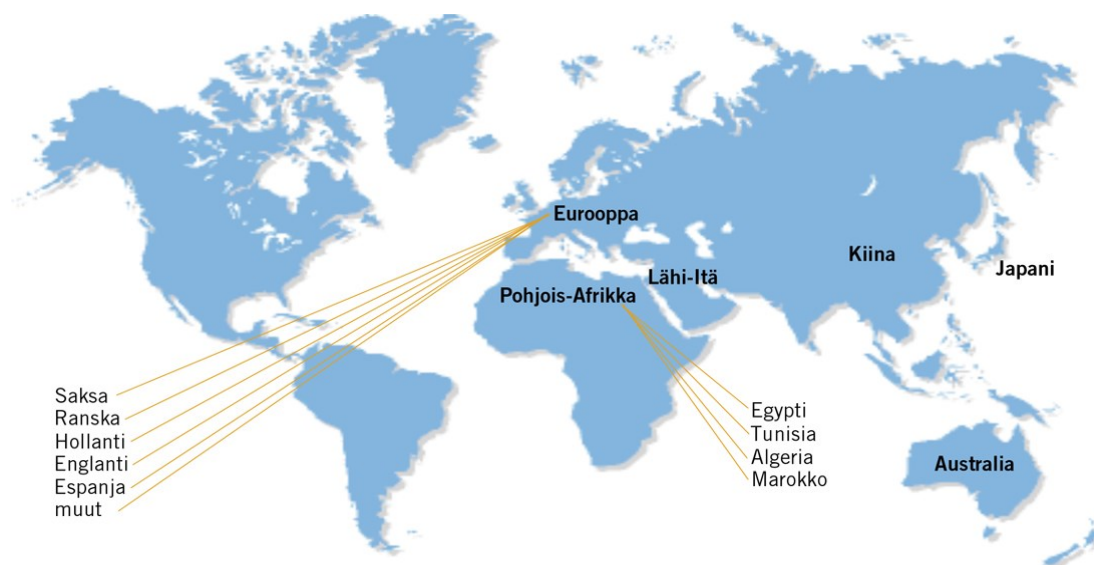 Eurooppa
Kiina
Japani
Lähi-Itä
Pohjois-Afrikka
Saksa
Ranska
Hollanti
Englanti
Espanja
muut
Egypti
Tunisia
Algeria
Marokko
Australia